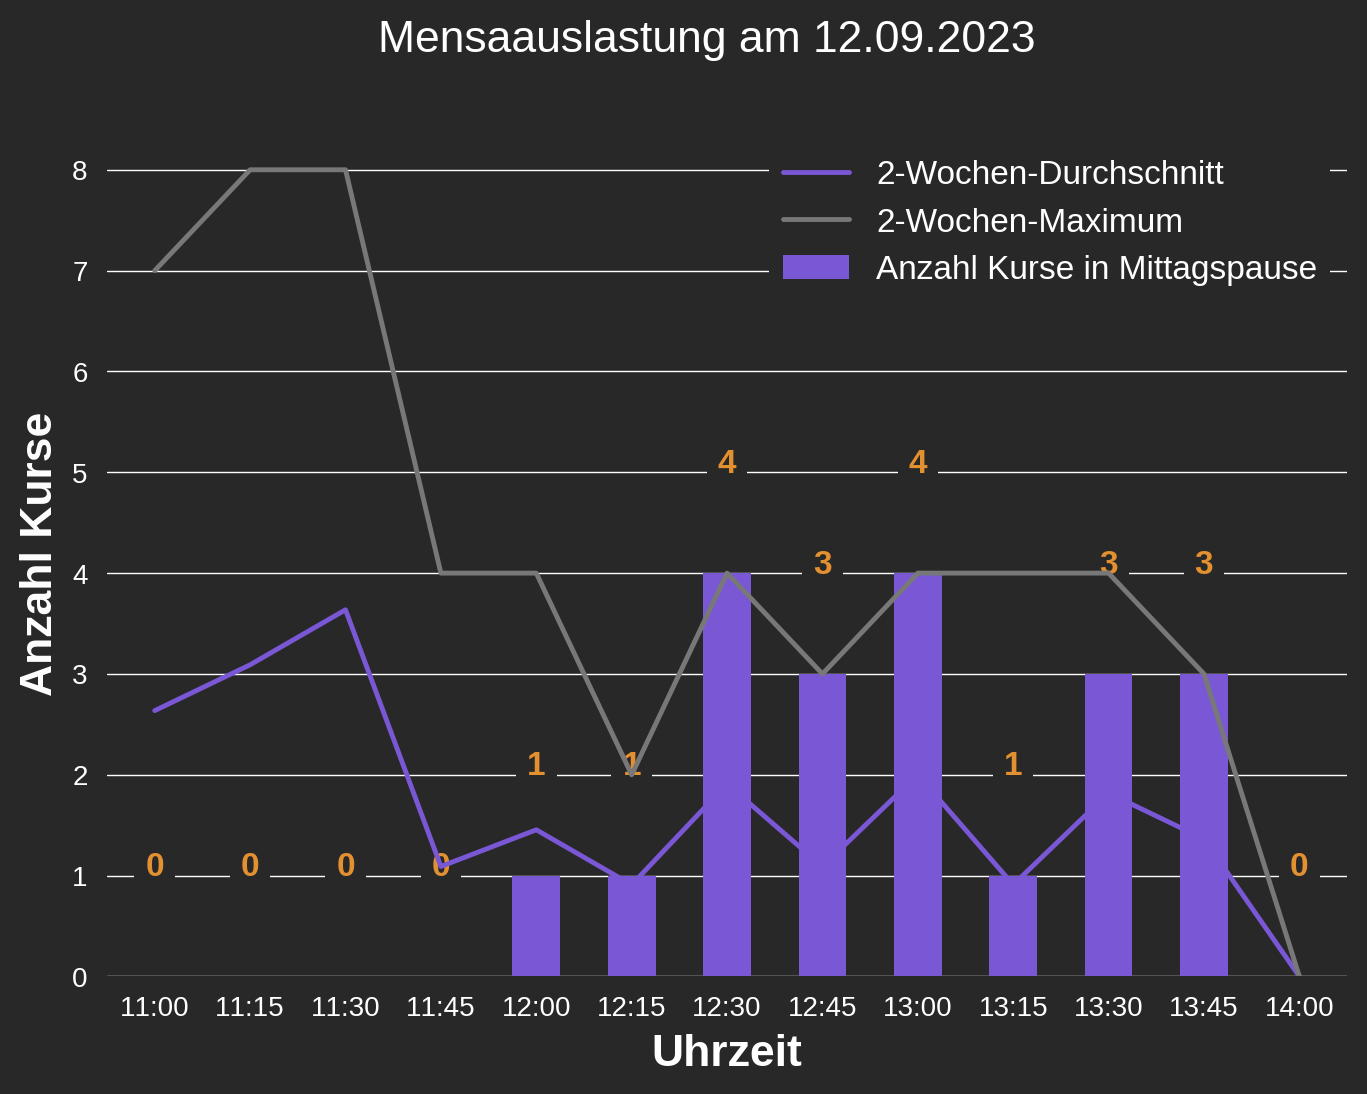 Mensaauslastung am 12.09.2023
2-Wochen-Durchschnitt
2-Wochen-Maximum
Anzahl Kurse in Mittagspause
Anzahl Kurse
8
7
6
5
4
3
2
1
0
0 0 0 0 1 1 4 3 4 1 3 3 0
11:00 11:15 11:30 11:45 12:00 12:15 12:30 12:45 13:00 13:15 13:30 13:45 14:00
Uhrzeit